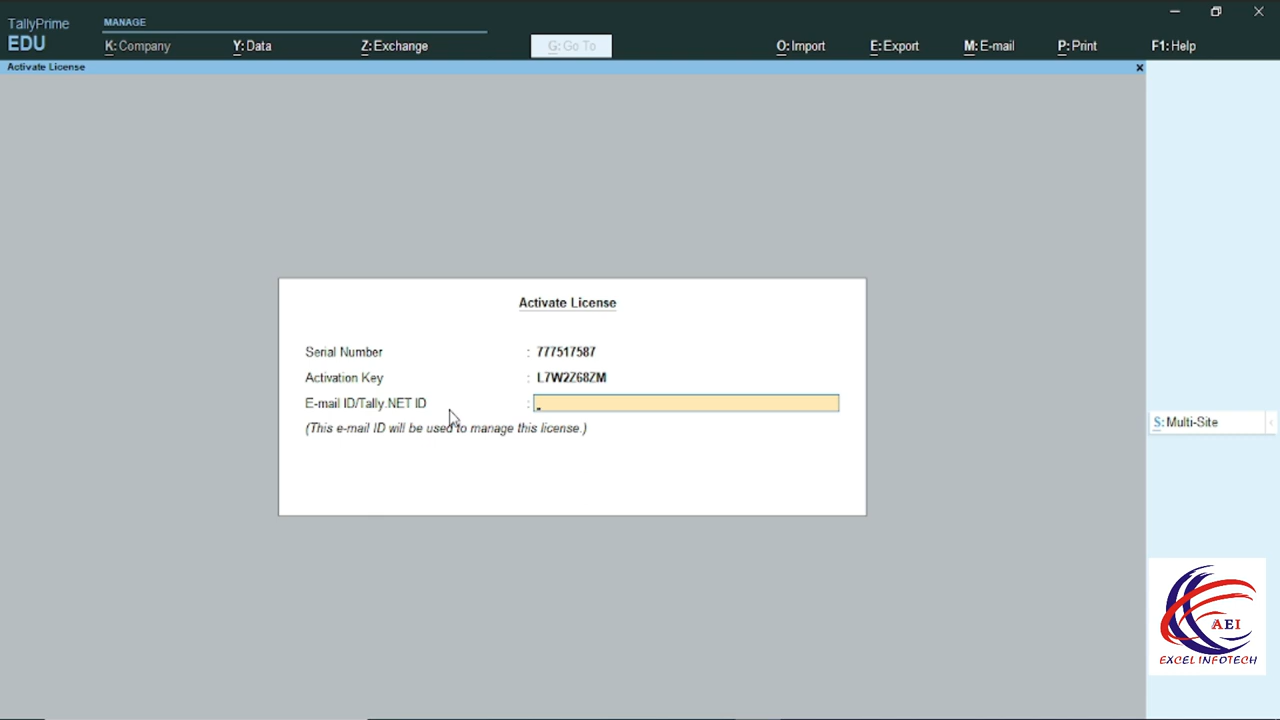 TallyPrime
EDU
MANAGE
K: Company Y: Data Z: Exchange G: Go To O: Import E: Export M: E-mail P: Print F1: Help
Activate License x
Activate License
Serial Number : 777517587
Activation Key : L7W2Z68ZM
E-mail ID/Tally.NET ID :
(This e-mail ID will be used to manage this license.)
S: Multi-Site
AEI
EXCEL INFOTECH